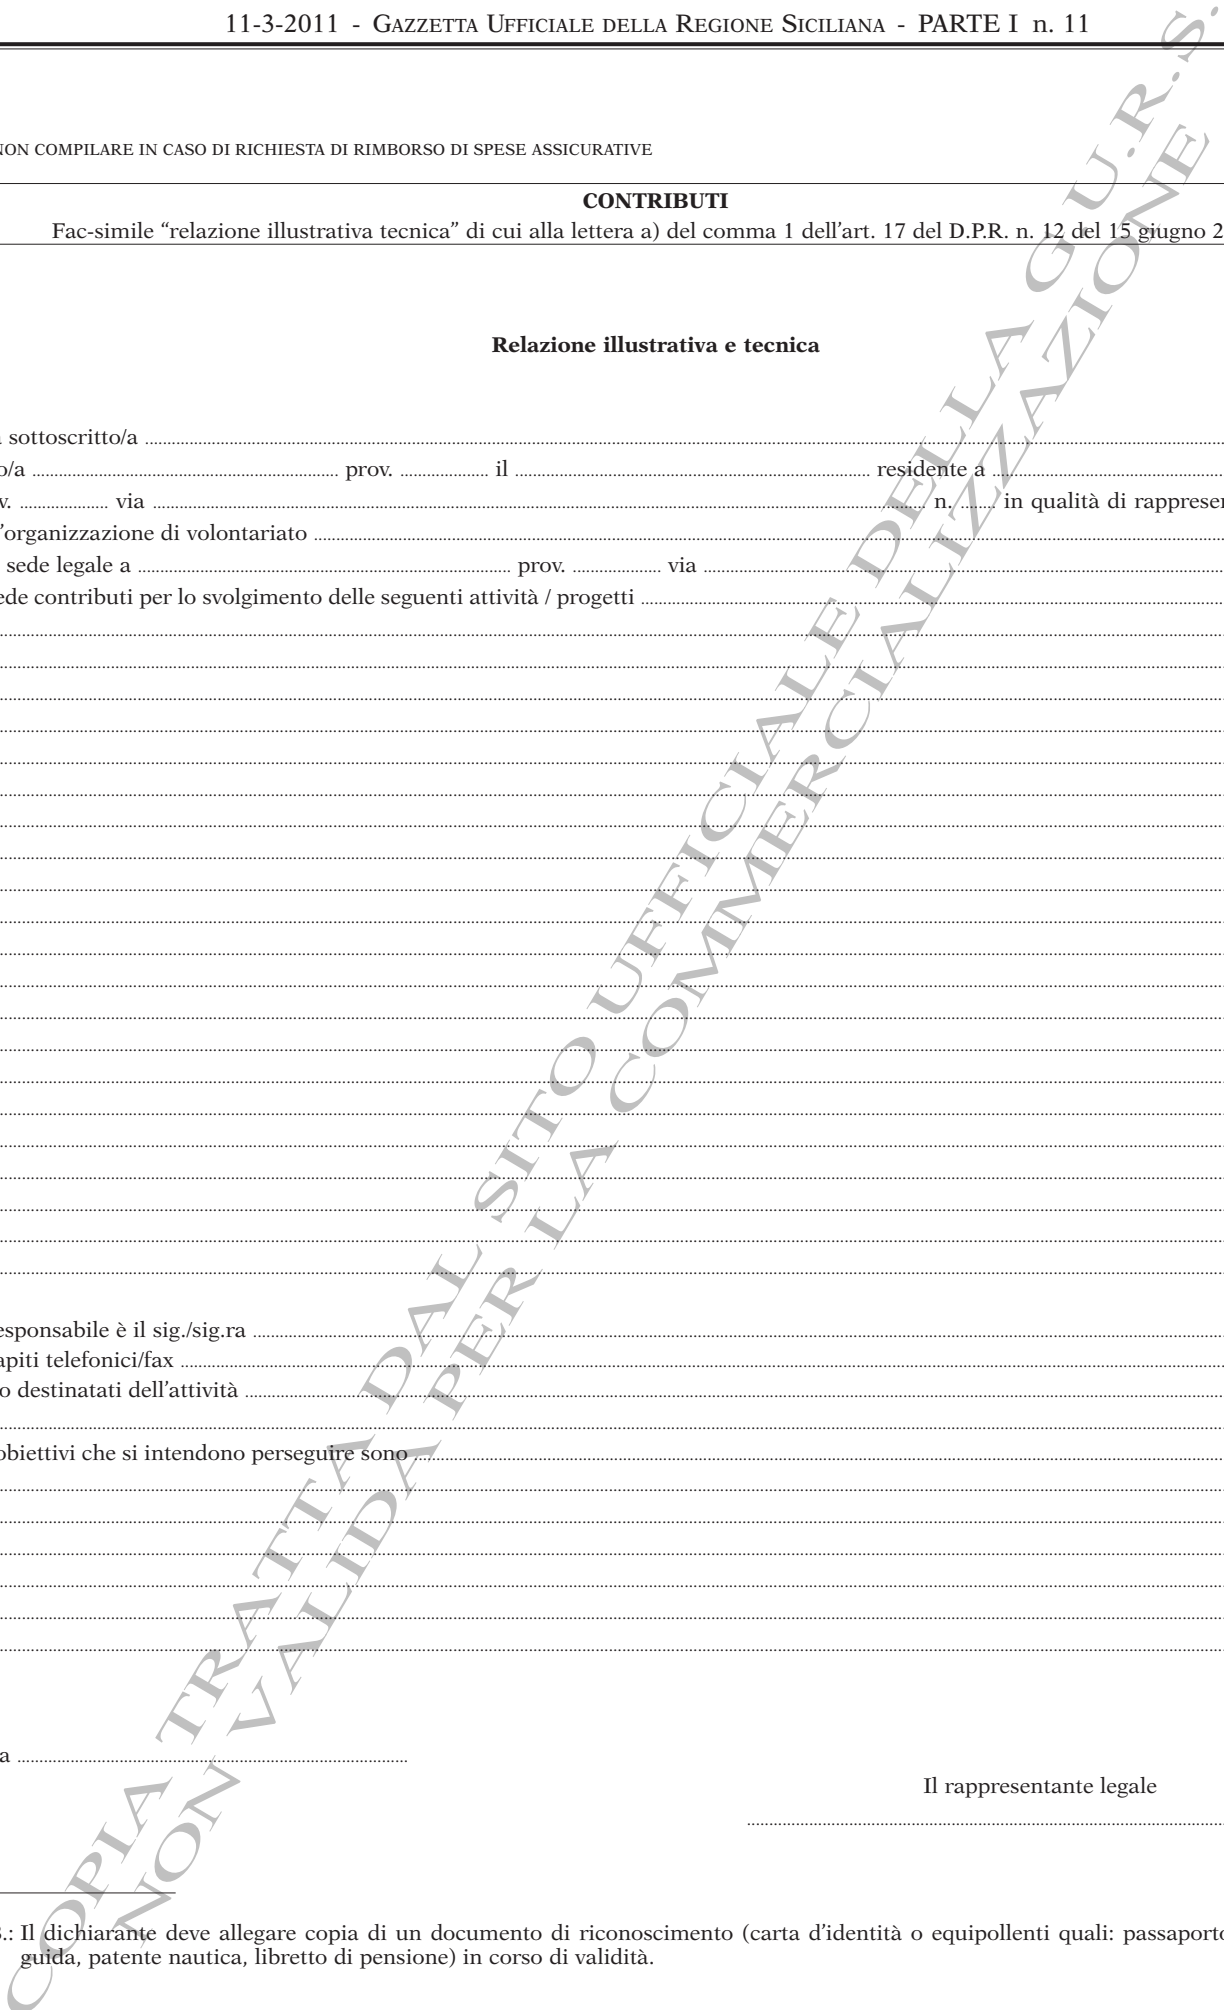 11-3-2011 - GAZZETTA UFFICIALE DELLA REGIONE SICILIANA - PARTE I n. 11
NON COMPILARE IN CASO DI RICHIESTA DI RIMBORSO DI SPESE ASSICURATIVE
CONTRIBUTI
Fac-simile “relazione illustrativa tecnica” di cui alla lettera a) del comma 1 dell’art. 17 del D.P.R. n. 12 del 15 giugno 2
Relazione illustrativa e tecnica
sottoscritto/a
o/a prov. il residente a
v. via n. in qualità di rappresen
l’organizzazione di volontariato
sede legale a prov. via
ede contributi per lo svolgimento delle seguenti attività / progetti
esponsabile è il sig./sig.ra
apiti telefonici/fax
o destinatati dell’attività
obiettivi che si intendono perseguire sono
a
Il rappresentante legale
.: Il dichiarante deve allegare copia di un documento di riconoscimento (carta d’identità o equipollenti quali: passaporto
guida, patente nautica, libretto di pensione) in corso di validità.
COPIA TRATTA DAL SITO UFFICIALE DELLA G.U.R.S.
NON VALIDA PER LA COMMERCIALIZZAZIONE